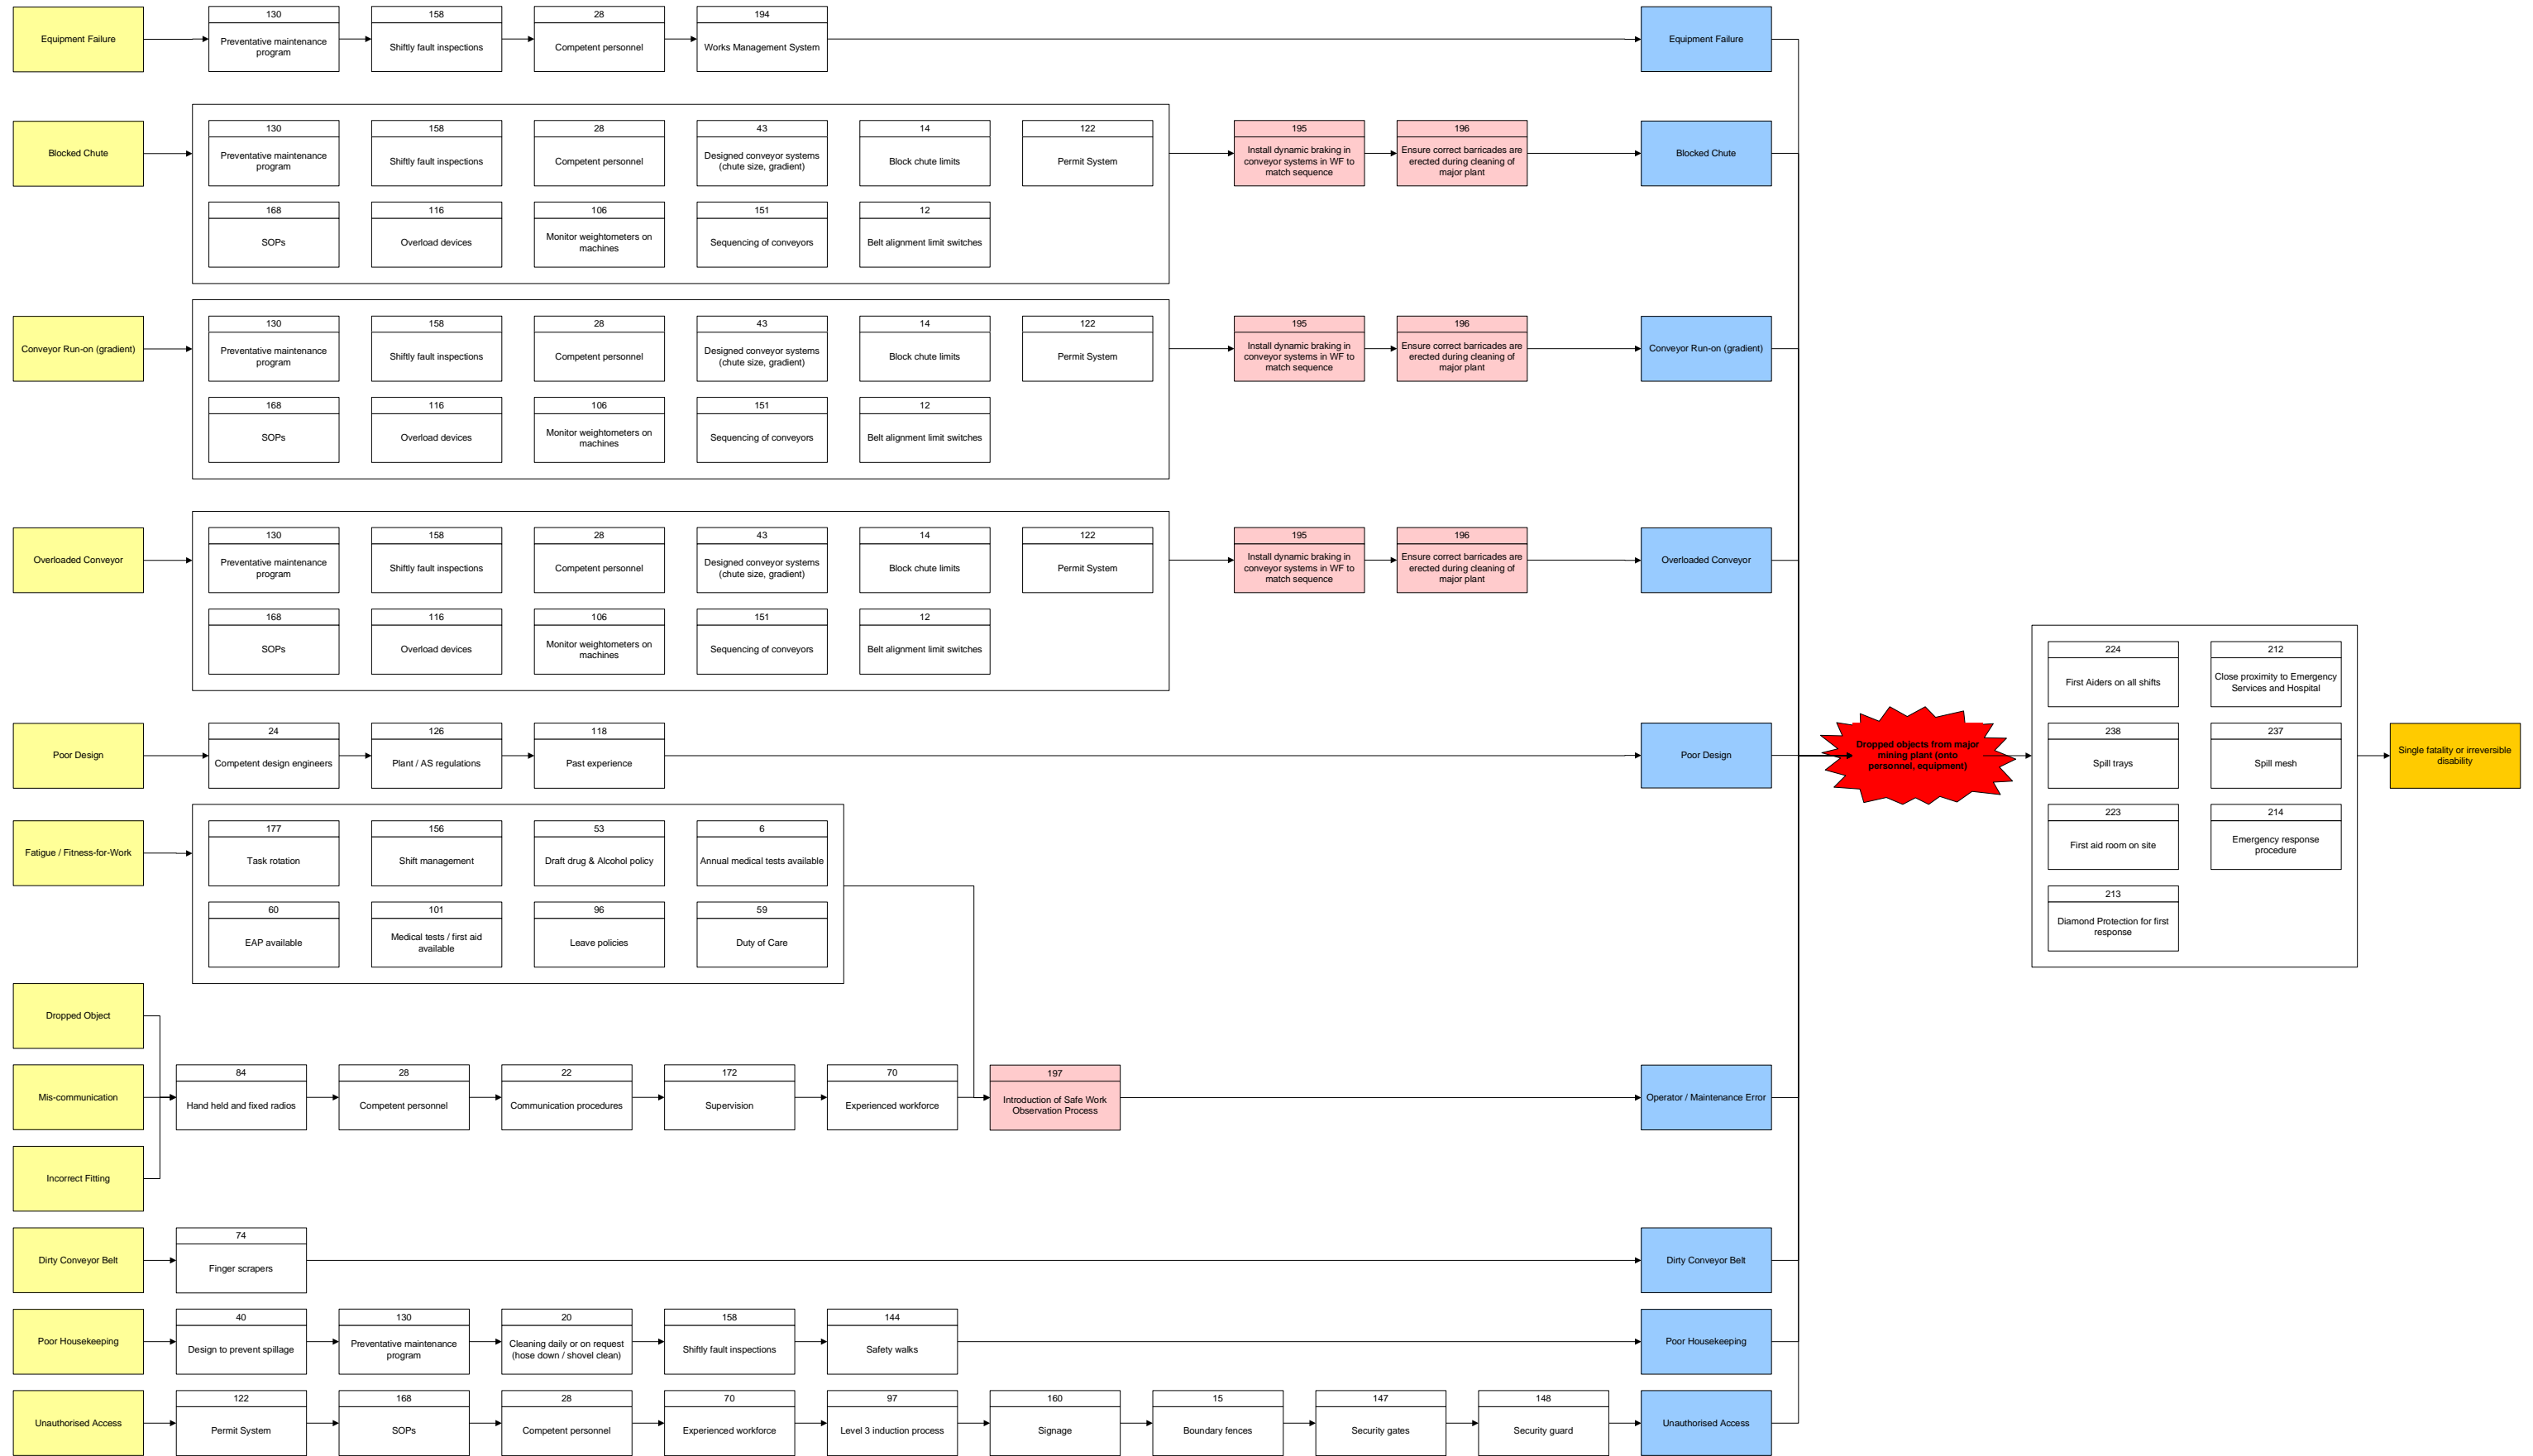 Equipment Failure
130
Preventative maintenance
program
158
Shiftly fault inspections
28
Competent personnel
194
Works Management System
Equipment Failure
Blocked Chute
130
Preventative maintenance
program
158
Shiftly fault inspections
28
Competent personnel
43
Designed conveyor systems
(chute size, gradient)
14
Block chute limits
122
Permit System
168
SOPs
116
Overload devices
106
Monitor weightometers on
machines
151
Sequencing of conveyors
12
Belt alignment limit switches
195
Install dynamic braking in
conveyor systems in WF to
match sequence
196
Ensure correct barricades are
erected during cleaning of
major plant
Blocked Chute
Conveyor Run-on (gradient)
130
Preventative maintenance
program
158
Shiftly fault inspections
28
Competent personnel
43
Designed conveyor systems
(chute size, gradient)
14
Block chute limits
122
Permit System
168
SOPs
116
Overload devices
106
Monitor weightometers on
machines
151
Sequencing of conveyors
12
Belt alignment limit switches
195
Install dynamic braking in
conveyor systems in WF to
match sequence
196
Ensure correct barricades are
erected during cleaning of
major plant
Conveyor Run-on (gradient)
Overloaded Conveyor
130
Preventative maintenance
program
158
Shiftly fault inspections
28
Competent personnel
43
Designed conveyor systems
(chute size, gradient)
14
Block chute limits
122
Permit System
168
SOPs
116
Overload devices
106
Monitor weightometers on
machines
151
Sequencing of conveyors
12
Belt alignment limit switches
195
Install dynamic braking in
conveyor systems in WF to
match sequence
196
Ensure correct barricades are
erected during cleaning of
major plant
Overloaded Conveyor
Poor Design
24
Competent design engineers
126
Plant / AS regulations
118
Past experience
Poor Design
Dropped objects from major
mining plant (onto
personnel, equipment)
224
First Aiders on all shifts
212
Close proximity to Emergency
Services and Hospital
238
Spill trays
237
Spill mesh
223
First aid room on site
214
Emergency response
procedure
213
Diamond Protection for first
response
Single fatality or irreversible
disability
Fatigue / Fitness-for-Work
177
Task rotation
156
Shift management
53
Draft drug & Alcohol policy
6
Annual medical tests available
60
EAP available
101
Medical tests / first aid
available
96
Leave policies
59
Duty of Care
Dropped Object
Mis-communication
Incorrect Fitting
84
Hand held and fixed radios
28
Competent personnel
22
Communication procedures
172
Supervision
70
Experienced workforce
197
Introduction of Safe Work
Observation Process
Operator / Maintenance Error
Dirty Conveyor Belt
74
Finger scrapers
Dirty Conveyor Belt
Poor Housekeeping
40
Design to prevent spillage
130
Preventative maintenance
program
20
Cleaning daily or on request
(hose down / shovel clean)
158
Shiftly fault inspections
144
Safety walks
Poor Housekeeping
Unauthorised Access
122
Permit System
168
SOPs
28
Competent personnel
70
Experienced workforce
97
Level 3 induction process
160
Signage
15
Boundary fences
147
Security gates
148
Security guard
Unauthorised Access